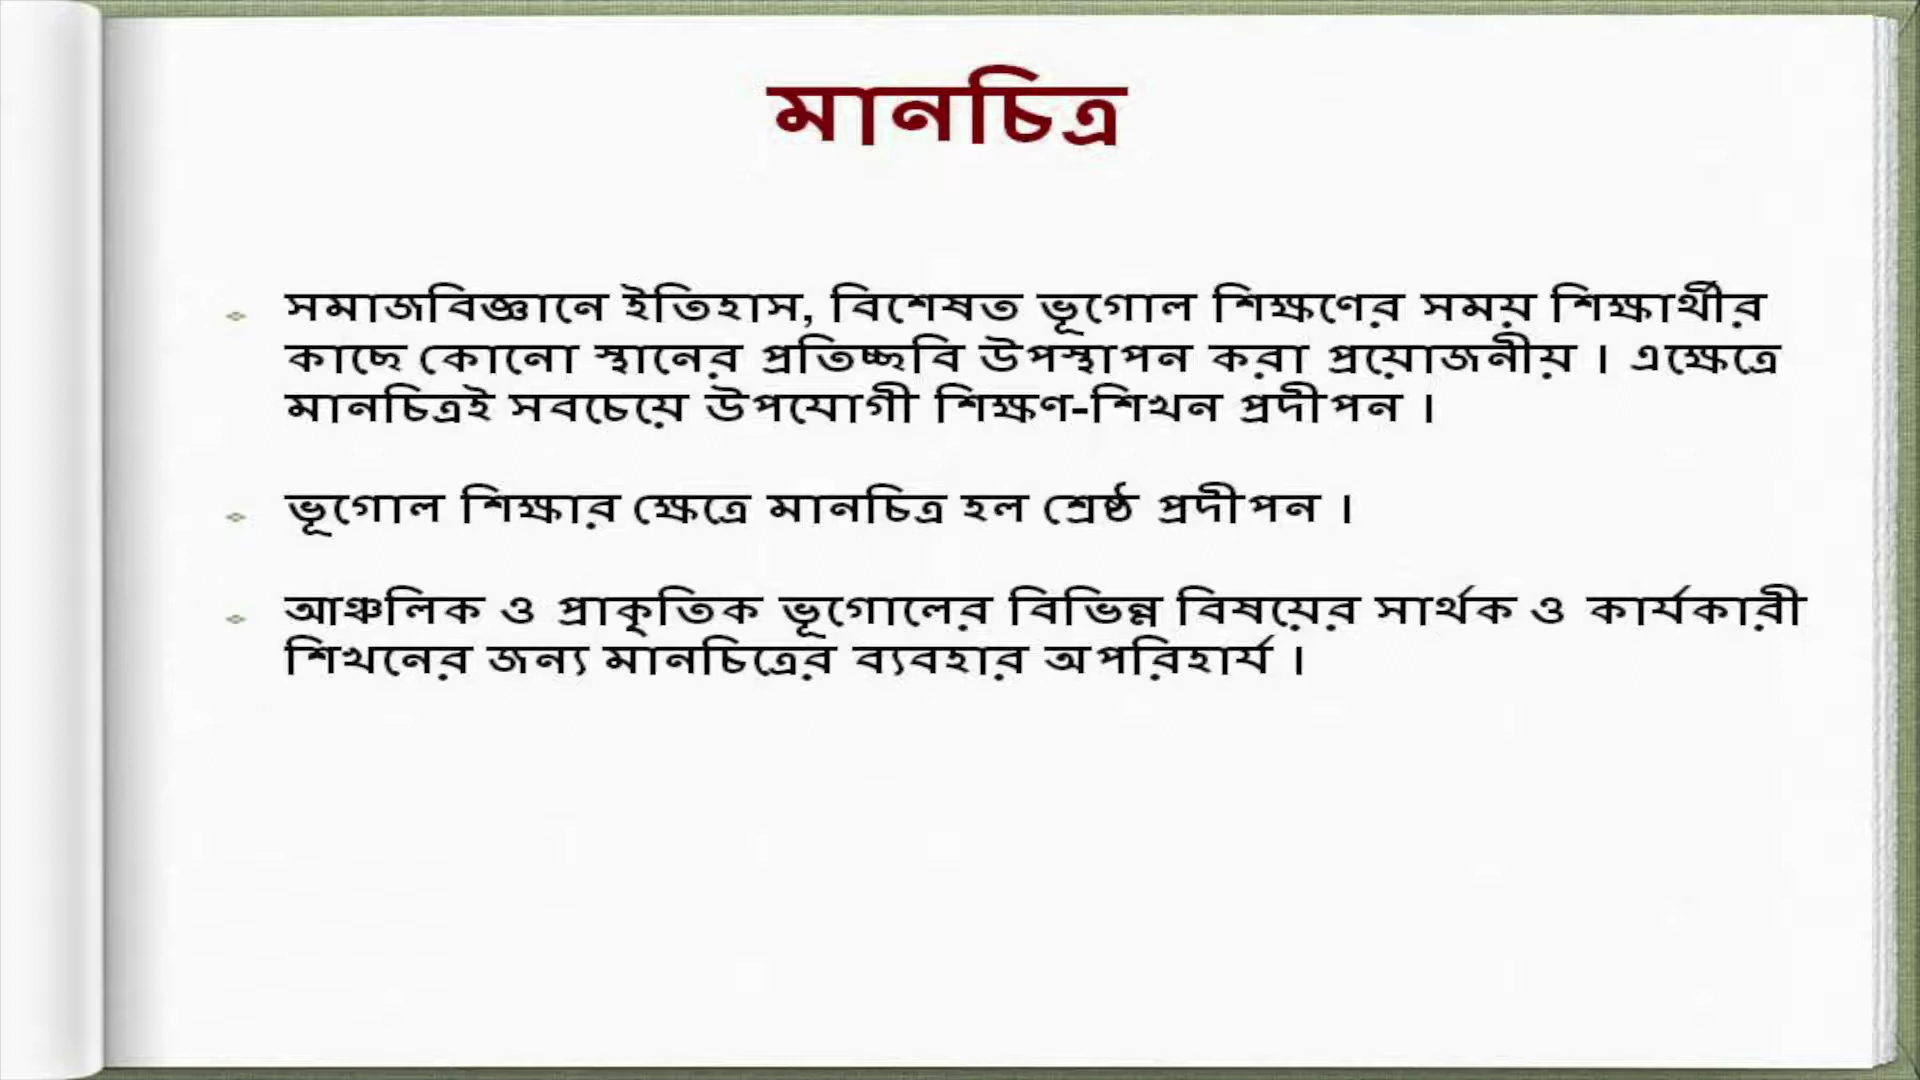 মানচিত্র
সমাজবিজ্ঞানে ইতিহাস, বিশেষত ভূগোল শিক্ষণের সময় শিক্ষার্থীর
কাছে কোনো স্থানের প্রতিচ্ছবি উপস্থাপন করা প্রয়োজনীয় । এক্ষেত্রে
মানচিত্রই সবচেয়ে উপযোগী শিক্ষণ-শিখন প্রদীপন ।
ভূগোল শিক্ষার ক্ষেত্রে মানচিত্র হল শ্রেষ্ঠ প্রদীপন ।
আঞ্চলিক ও প্রাকৃতিক ভূগোলের বিভিন্ন বিষয়ের সার্থক ও কার্যকারী
শিখনের জন্য মানচিত্রের ব্যবহার অপরিহার্য ।